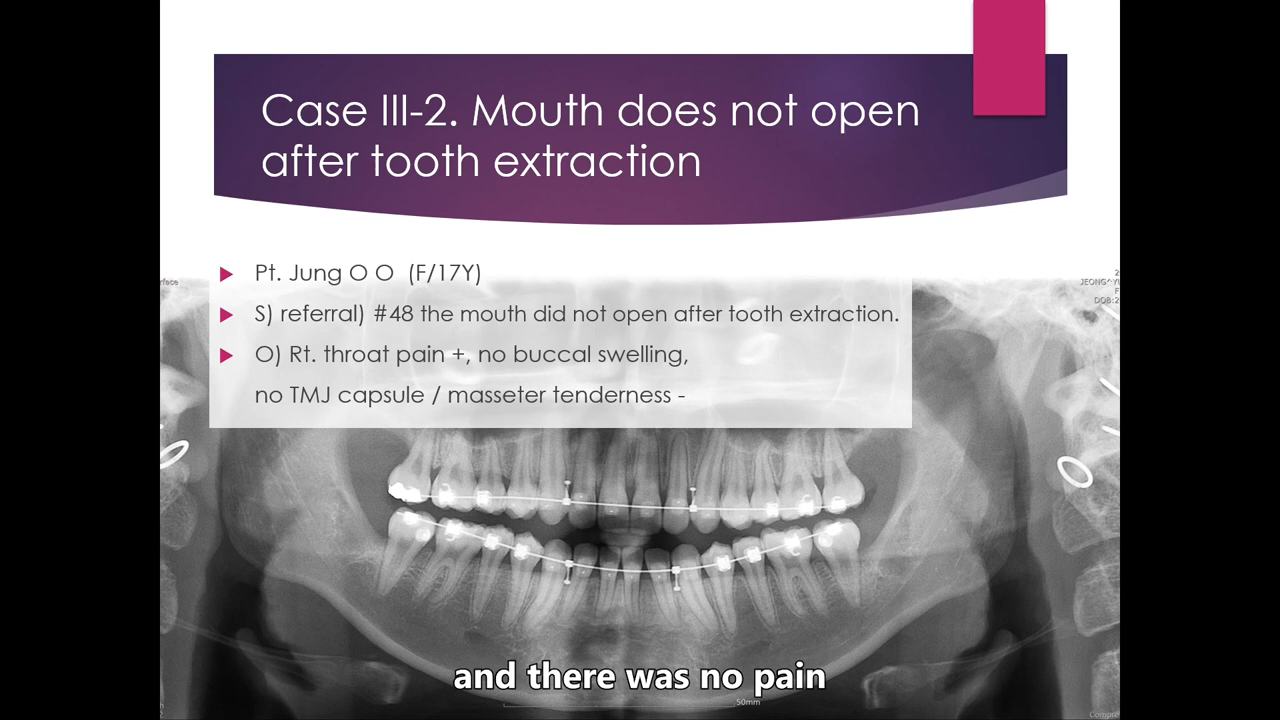 Case III-2. Mouth does not open
after tooth extraction
Pt. Jung O O (F/17Y)
S) referral) #48 the mouth did not open after tooth extraction.
O) Rt. throat pain +, no buccal swelling,
no TMJ capsule / masseter tenderness -
and there was no pain
50mm